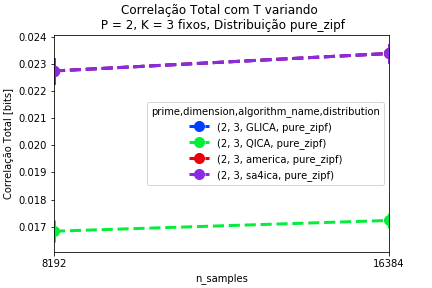 Correlação Total com T variando
P = 2, K = 3 fixos, Distribuição pure_zipf
Correlação Total [bits]
0.024
0.023
0.022
0.021
0.020
0.019
0.018
0.017
prime,dimension,algorithm_name,distribution
(2, 3, GLICA, pure_zipf)
(2, 3, QICA, pure_zipf)
(2, 3, america, pure_zipf)
(2, 3, sa4ica, pure_zipf)
8192
16384
n_samples